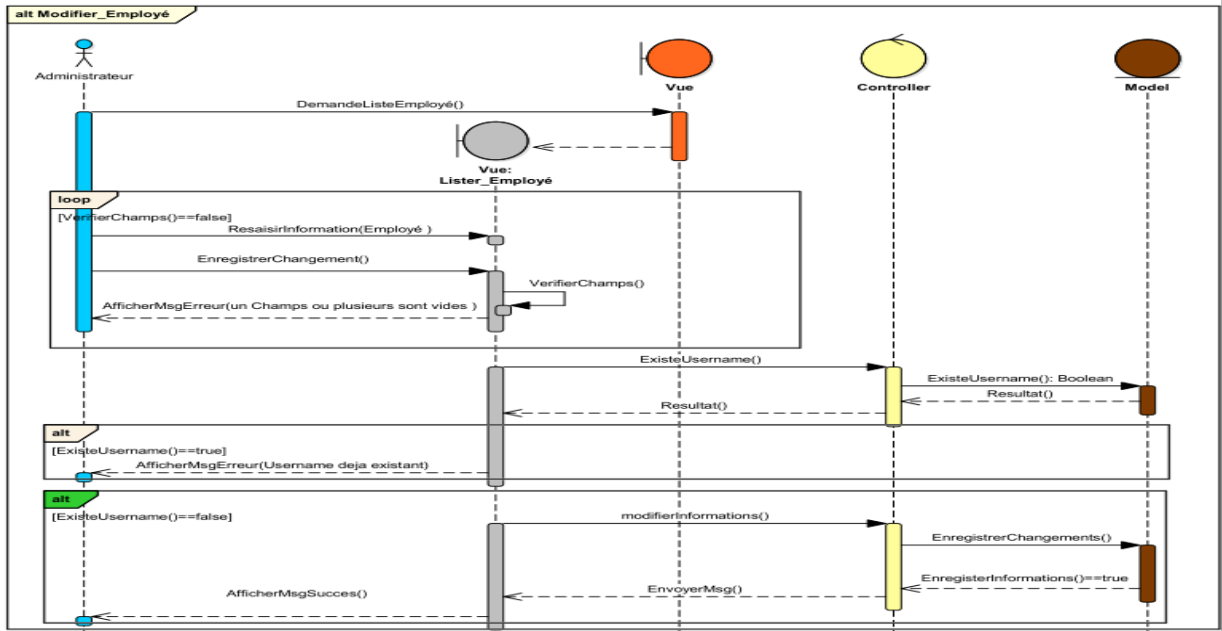 alt Modifier_Employé
Administrateur
Vue
Controller
Model
DemandeListeEmployé()
Vue:
Lister_Employé
loop
[VerifierChamps()==false]
ResaisirInformation(Employé )
EnregistrerChangement()
VerifierChamps()
AfficherMsgErreur(un Champs ou plusieurs sont vides )
ExisteUsername()
ExisteUsername(): Boolean
Resultat()
Resultat()
alt
[ExisteUsername()==true]
AfficherMsgErreur(Username deja existant)
alt
[ExisteUsername()==false]
modifierInformations()
EnregistrerChangements()
EnregisterInformations()==true
EnvoyerMsg()
AfficherMsgSucces()